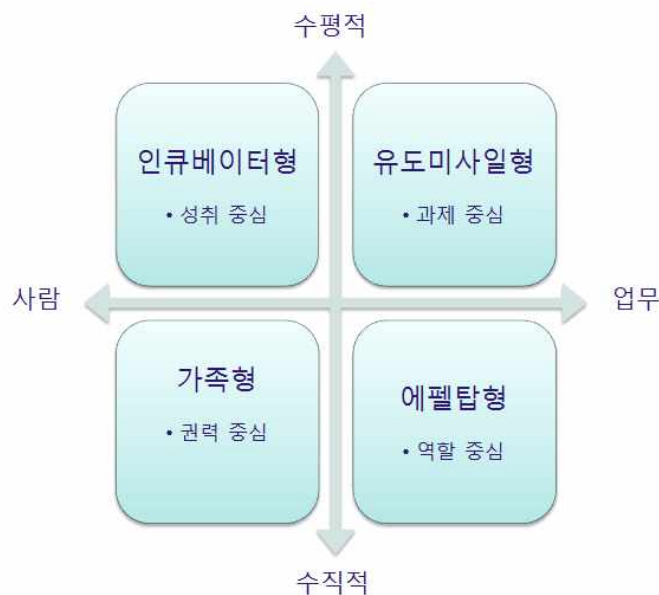 수평적
인큐베이터형
• 성취 중심
유도미사일형
• 과제 중심
사람
업무
가족형
• 권력 중심
에펠탑형
• 역할 중심
수직적